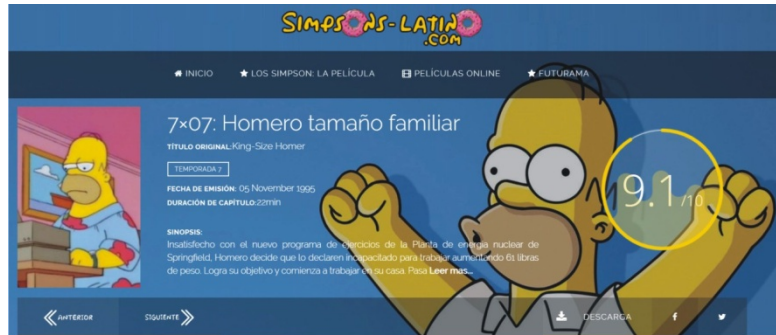 SIMPSONS-LATINO
.COM
INICIO
LOS SIMPSON: LA PELÍCULA
PELÍCULAS ONLINE
FUTURAMA
7×07: Homero tamaño familiar
TÍTULO ORIGINAL:King-Size Homer
TEMPORADA 7
FECHA DE EMISIÓN: 05 November 1995
DURACIÓN DE CAPÍTULO:22min
9.1/10
SINOPSIS:
Insatisfecho con el nuevo programa de ejercicios de la Planta de energía nuclear de
Springfield, Homero decide que lo declaren incapacitado para trabajar aumentando 61 libras
de peso. Logra su objetivo y comienza a trabajar en su casa. Pasa Leer mas...
ANTERIOR
SIGUIENTE
DESCARGA